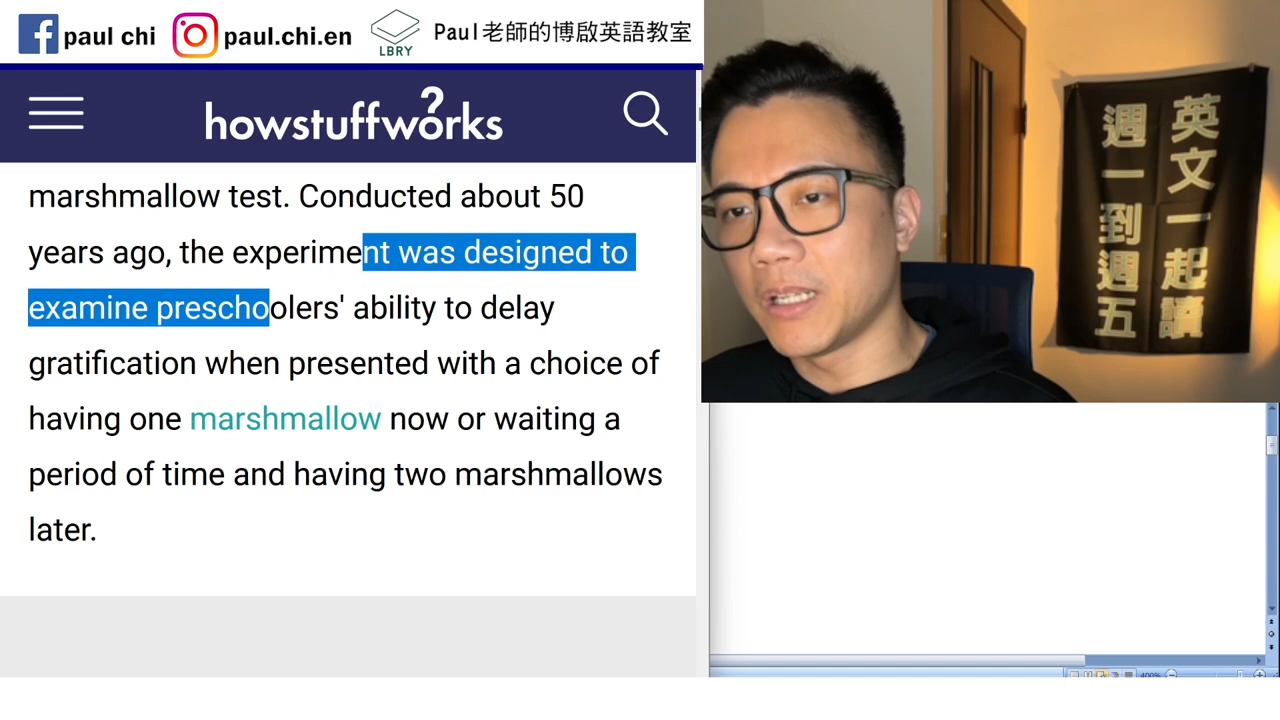 paul chi
paul.chi.en
LBRY
Paul老師的博啟英語教室
howstuffworks
marshmallow test. Conducted about 50
years ago, the experiment was designed to
examine preschoolers' ability to delay
gratification when presented with a choice of
having one marshmallow now or waiting a
period of time and having two marshmallows
later.
英文一起讀
週一到週五
400%